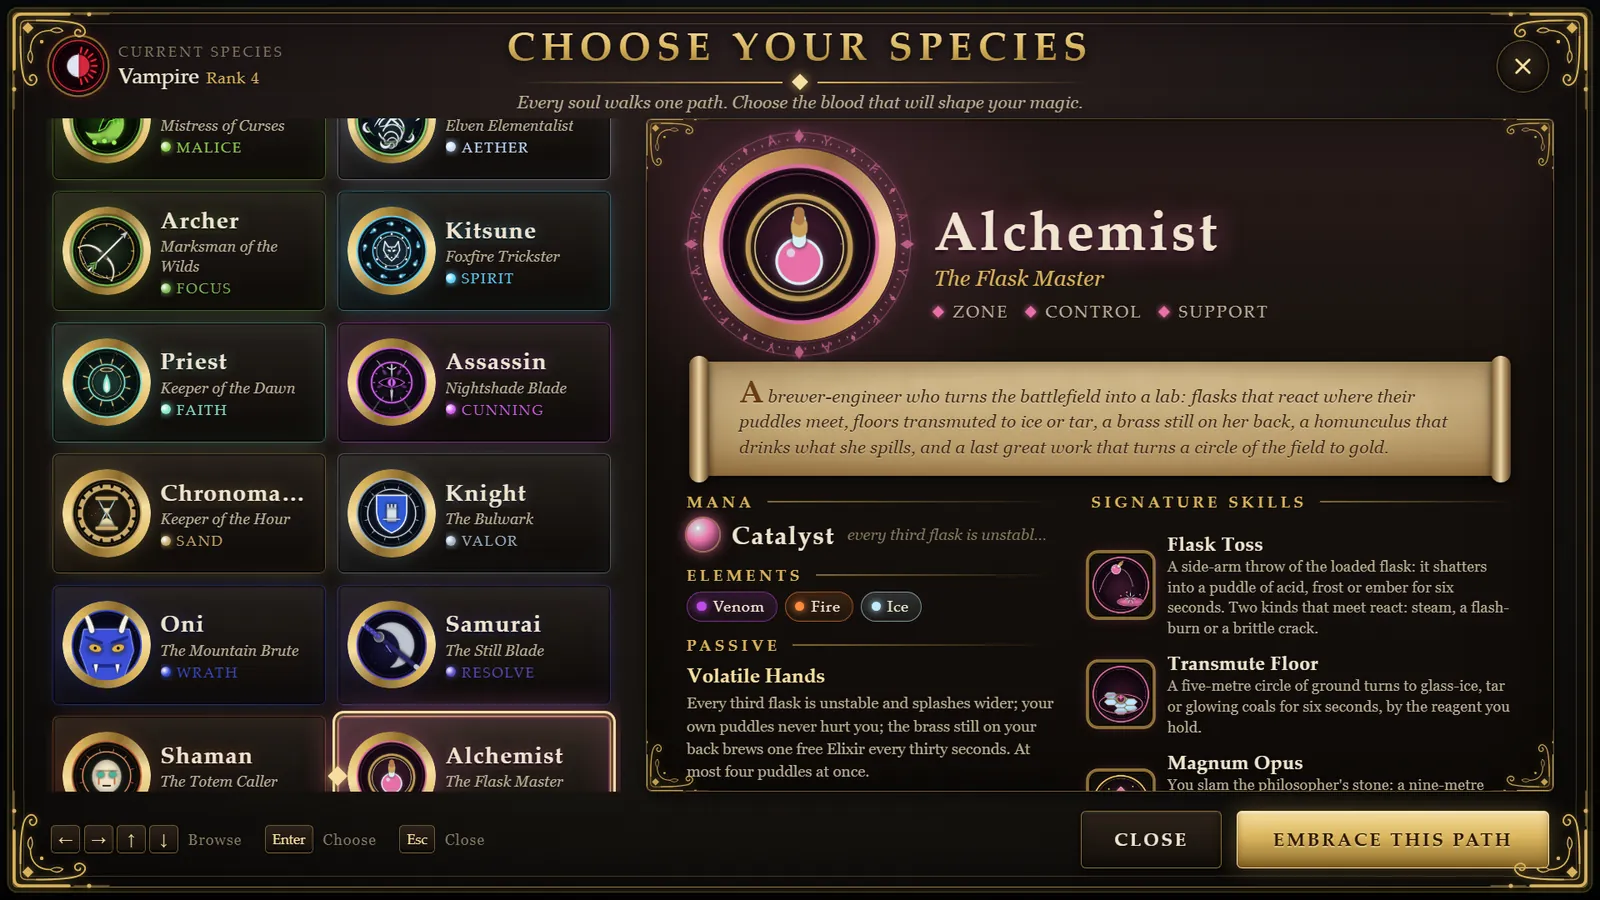 CURRENT SPECIES
Vampire Rank 4
CHOOSE YOUR SPECIES
Every soul walks one path. Choose the blood that will shape your magic.
Mistress of Curses
MALICE
Elven Elementalist
AETHER
Archer
Marksman of the
Wilds
FOCUS
Kitsune
Foxfire Trickster
SPIRIT
Priest
Keeper of the Dawn
FAITH
Assassin
Nightshade Blade
CUNNING
Chronoma...
Keeper of the Hour
SAND
Knight
The Bulwark
VALOR
Oni
The Mountain Brute
WRATH
Samurai
The Still Blade
RESOLVE
Shaman
The Totem Caller
Alchemist
The Flask Master
Alchemist
The Flask Master
ZONE CONTROL SUPPORT
A brewer-engineer who turns the battlefield into a lab: flasks that react where their
puddles meet, floors transmuted to ice or tar, a brass still on her back, a homunculus that
drinks what she spills, and a last great work that turns a circle of the field to gold.
MANA
Catalyst every third flask is unstabl...
ELEMENTS
Venom Fire Ice
PASSIVE
Volatile Hands
Every third flask is unstable and splashes wider; your
own puddles never hurt you; the brass still on your
back brews one free Elixir every thirty seconds. At
most four puddles at once.
SIGNATURE SKILLS
Flask Toss
A side-arm throw of the loaded flask: it shatters
into a puddle of acid, frost or ember for six
seconds. Two kinds that meet react: steam, a flash-
burn or a brittle crack.
Transmute Floor
A five-metre circle of ground turns to glass-ice, tar
or glowing coals for six seconds, by the reagent you
hold.
Magnum Opus
You slam the philosopher's stone: a nine-metre
← → ↑ ↓ Browse Enter Choose Esc Close
CLOSE
EMBRACE THIS PATH